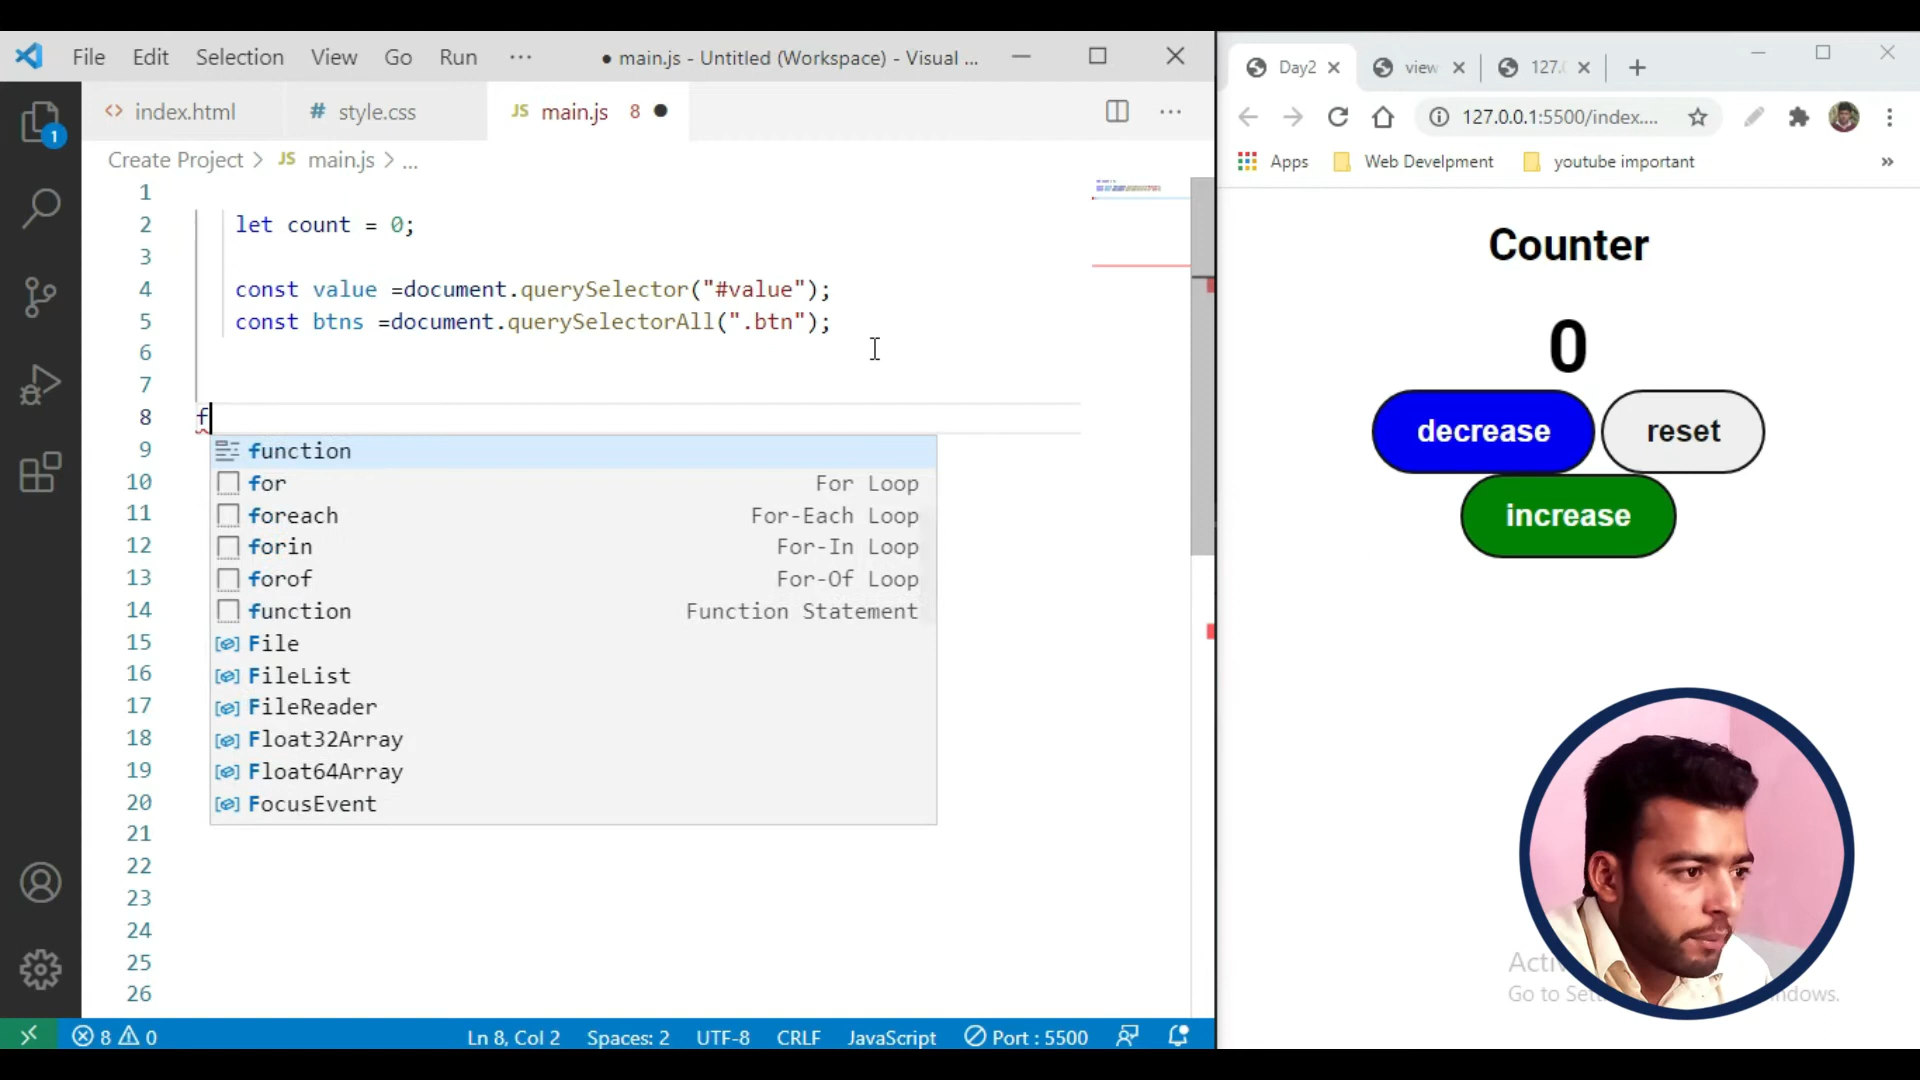 File Edit Selection View Go Run ··· ● main.js - Untitled (Workspace) - Visual ...
1
<> index.html # style.css JS main.js 8 ●
Create Project > JS main.js > ...
1
2 let count = 0;
3
4 const value =document.querySelector("#value");
5 const btns =document.querySelectorAll(".btn");
6
7
8 f
9 function
10 for For Loop
11 foreach For-Each Loop
12 forin For-In Loop
13 forof For-Of Loop
14 function Function Statement
15 File
16 FileList
17 FileReader
18 Float32Array
19 Float64Array
20 FocusEvent
21
22
23
24
25
26
8 0 Ln 8, Col 2 Spaces: 2 UTF-8 CRLF JavaScript Port : 5500
Day2 view 127.
127.0.0.1:5500/index....
Apps Web Develpment youtube important »
Counter
0
decrease reset
increase
Go to